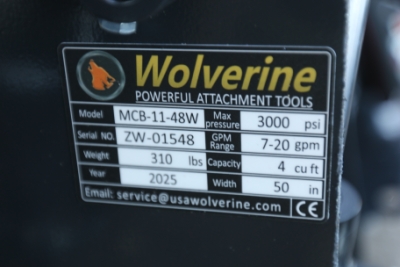 Wolverine
POWERFUL ATTACHMENT TOOLS
Model MCB-11-48W Max pressure 3000 psi
Serial NO. ZW-01548 GPM Range 7-20 gpm
Weight 310 lbs Capacity 4 cu ft
Year 2025 Width 50 in
Email: service@usawolverine.com CE